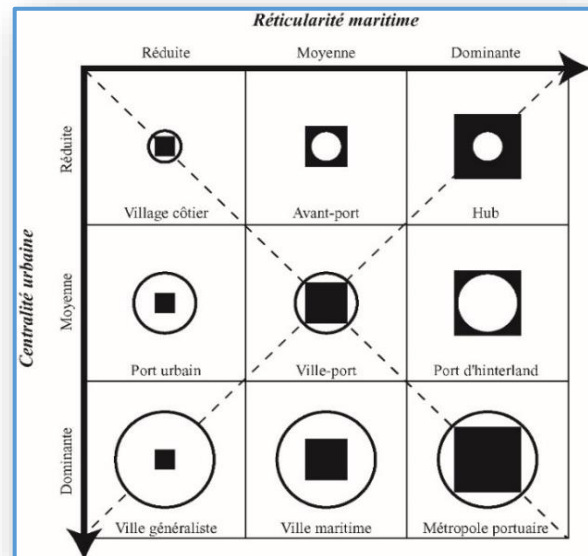 Réticularité maritime
Réduite
Moyenne
Dominante
Centralité urbaine
Réduite
Village côtier
Avant-port
Hub
Moyenne
Port urbain
Ville-port
Port d'hinterland
Dominante
Ville généraliste
Ville maritime
Métropole portuaire